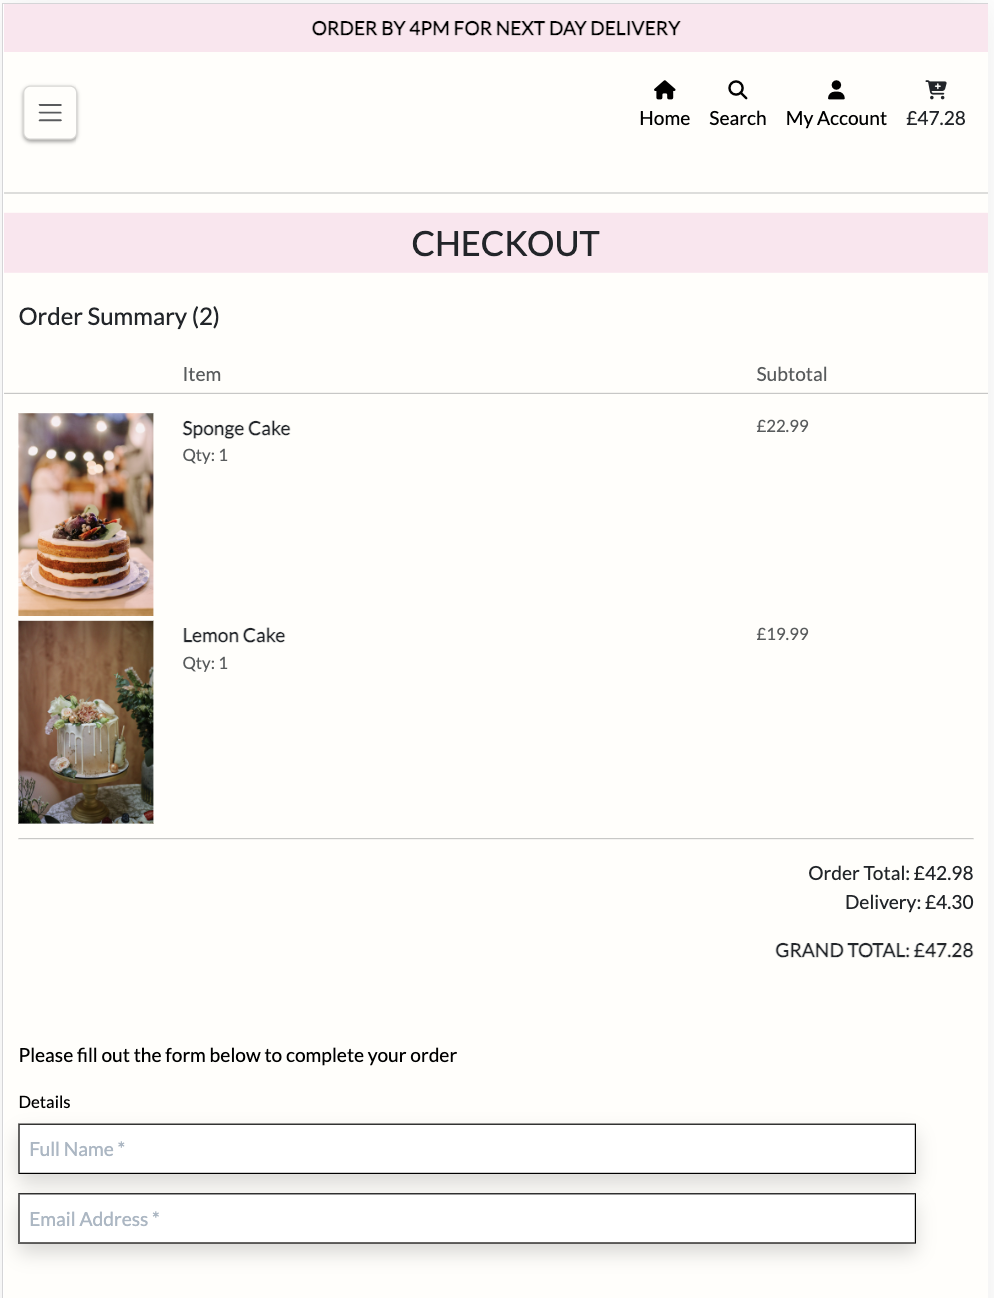 ORDER BY 4PM FOR NEXT DAY DELIVERY
Home Search My Account £47.28
CHECKOUT
Order Summary (2)
Item Subtotal
Sponge Cake £22.99
Qty: 1
Lemon Cake £19.99
Qty: 1
Order Total: £42.98
Delivery: £4.30
GRAND TOTAL: £47.28
Please fill out the form below to complete your order
Details
Full Name *
Email Address *